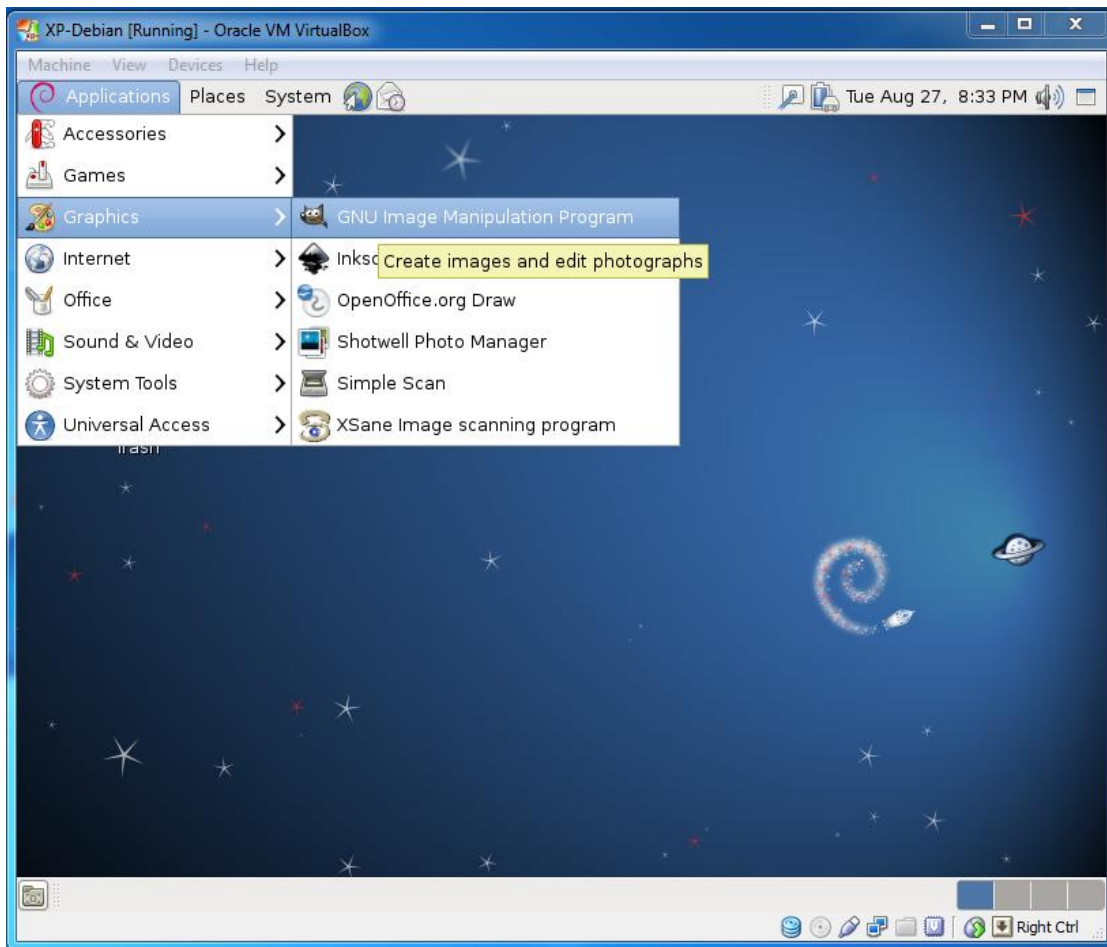 XP-Debian [Running] - Oracle VM VirtualBox
Machine View Devices Help
Applications Places System Tue Aug 27, 8:33 PM
Accessories
Games
Graphics
GNU Image Manipulation Program
Internet
Create images and edit photographs
Office
OpenOffice.org Draw
Sound & Video
Shotwell Photo Manager
System Tools
Simple Scan
Universal Access
XSane Image scanning program
Trash
Right Ctrl